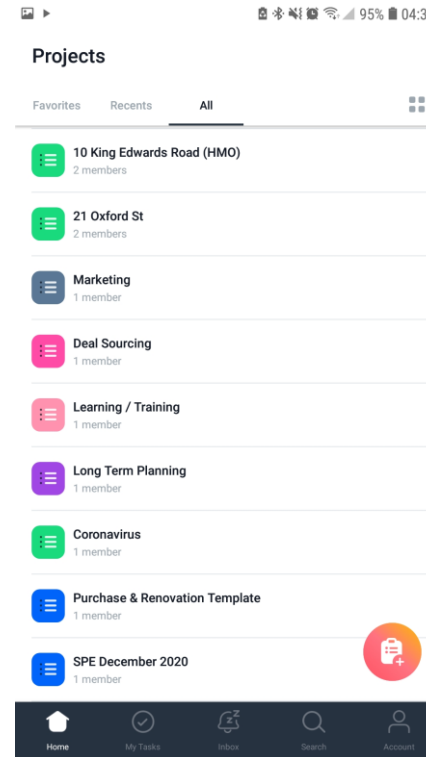 95% 04:3
Projects
Favorites Recents All
10 King Edwards Road (HMO)
2 members
21 Oxford St
2 members
Marketing
1 member
Deal Sourcing
1 member
Learning / Training
1 member
Long Term Planning
1 member
Coronavirus
1 member
Purchase & Renovation Template
1 member
SPE December 2020
1 member
Home My Tasks Inbox Search Account